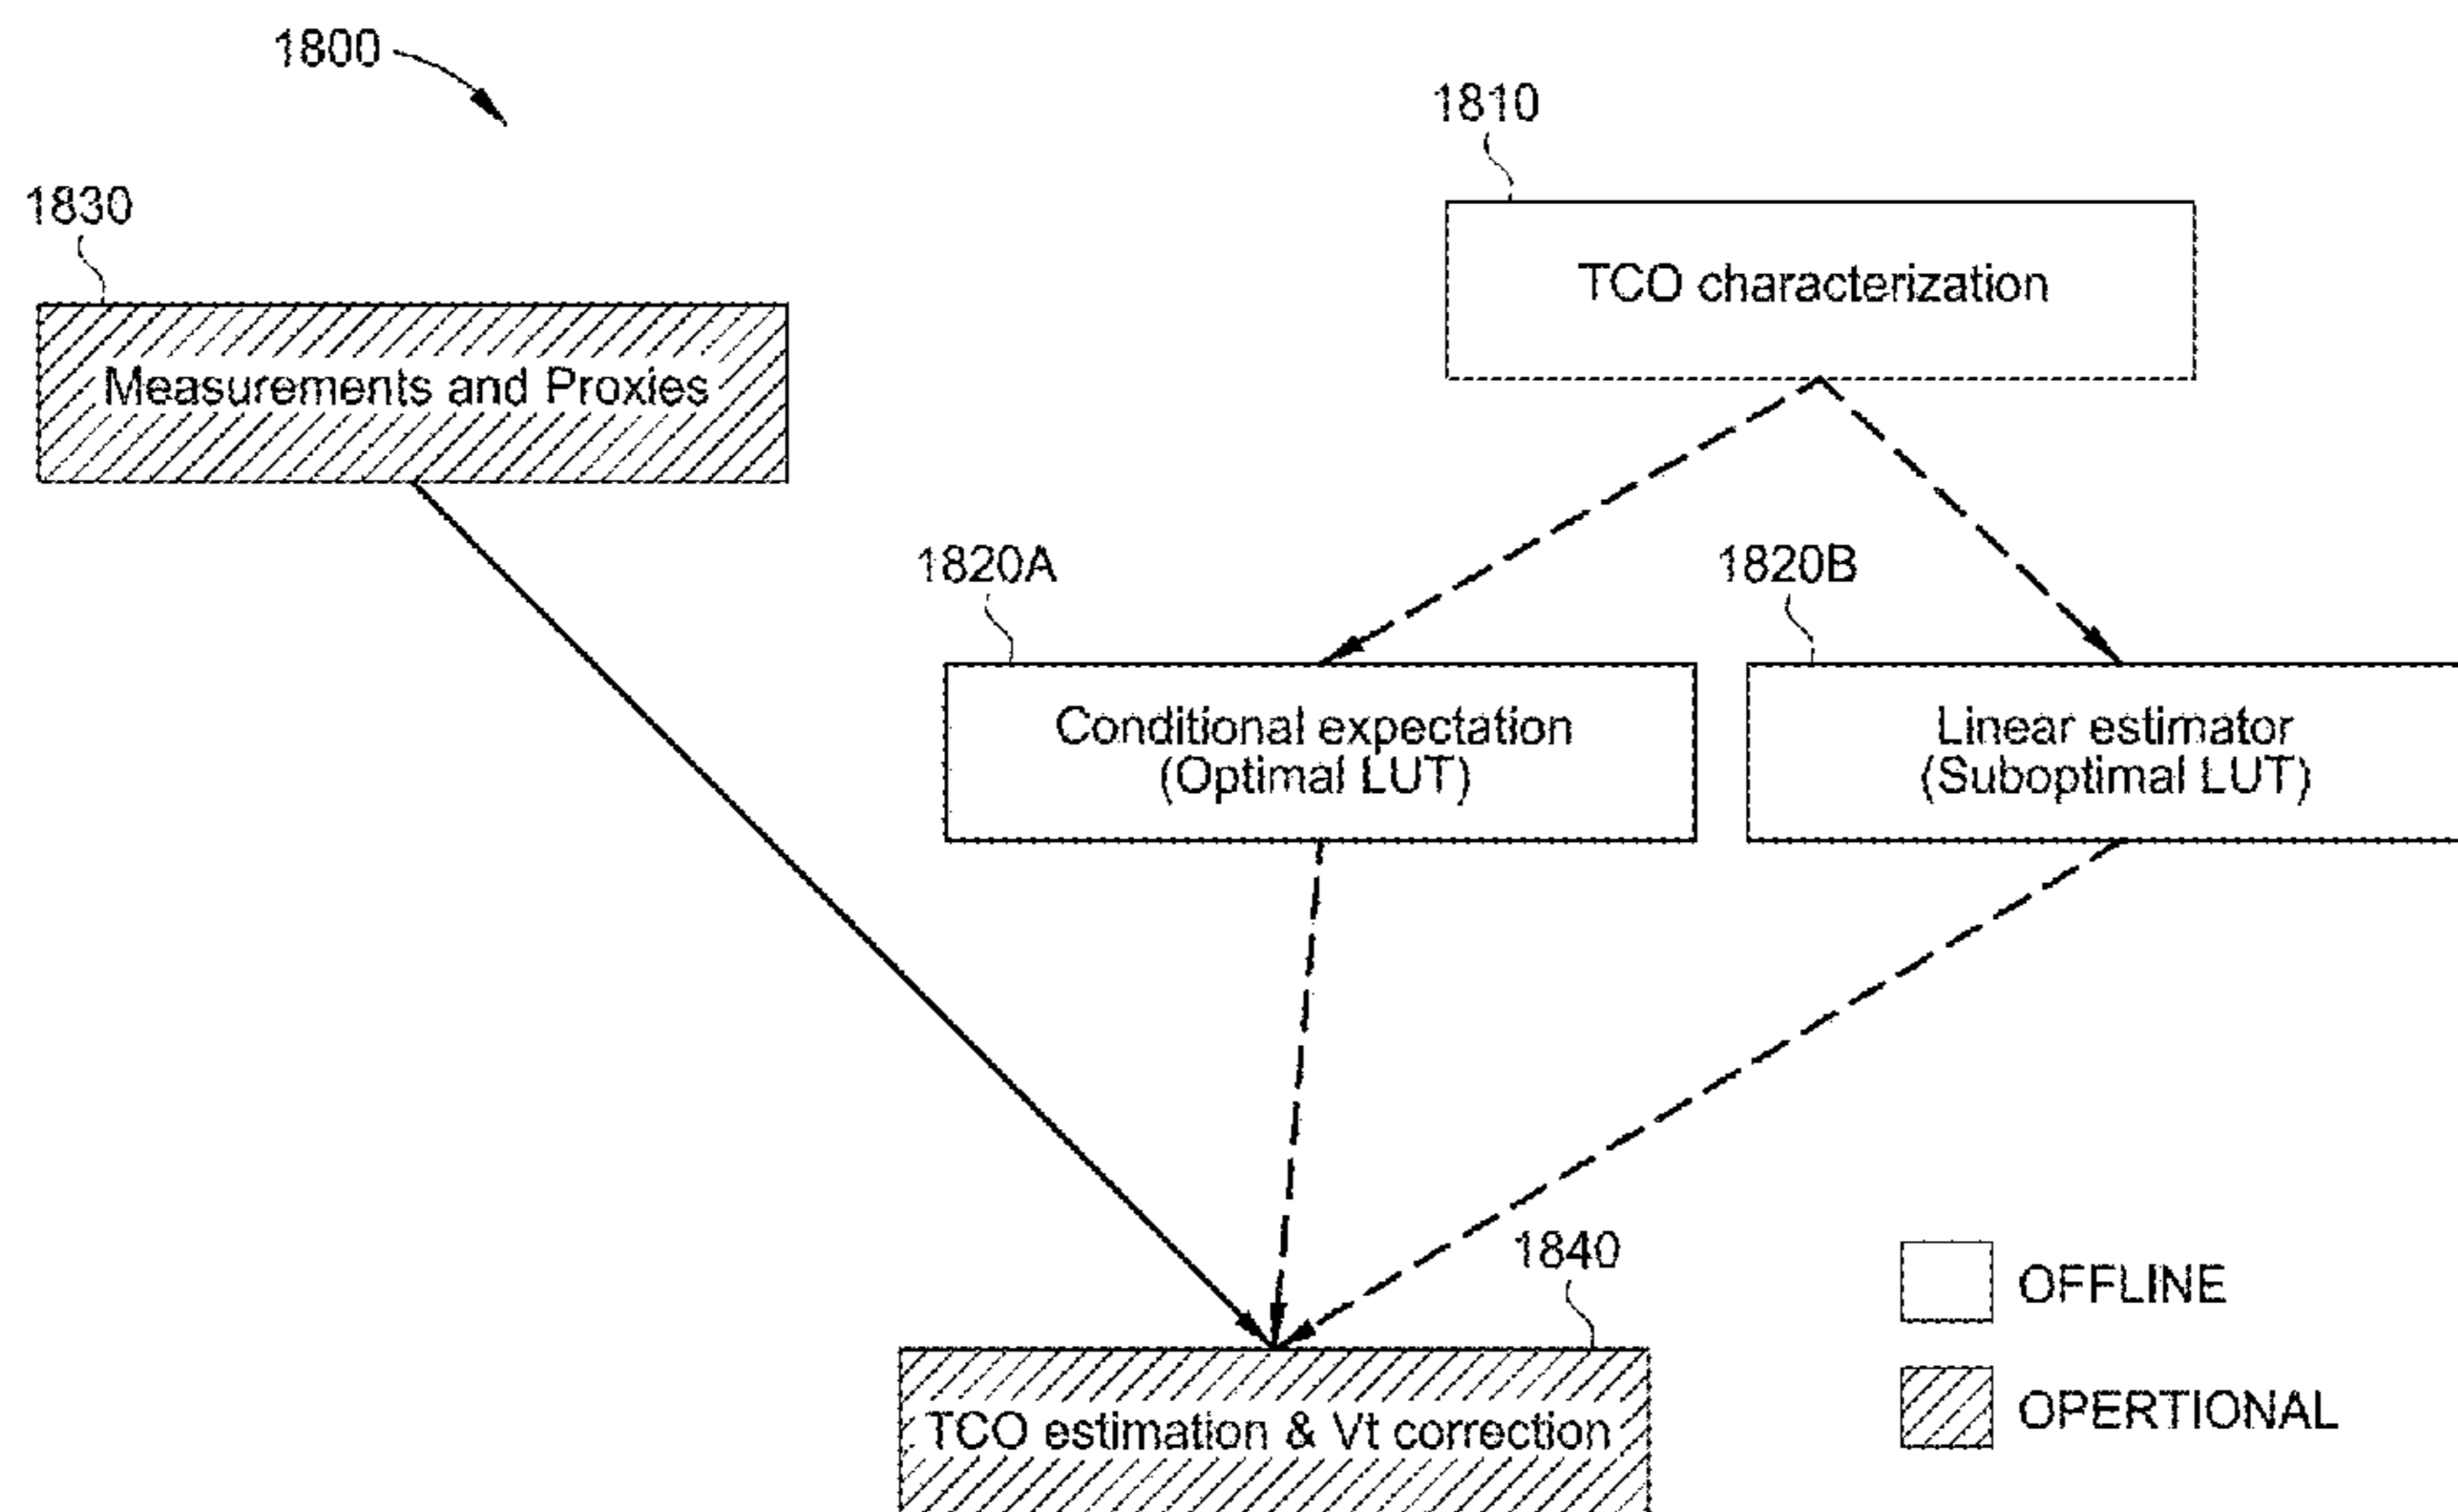 1800
1810
1830
TCO characterization
Measurements and Proxies
1820A
1820B
Conditional expectation
(Optimal LUT)
Linear estimator
(Suboptimal LUT)
1840
OFFLINE
OPERTIONAL
TCO estimation & Vt correction